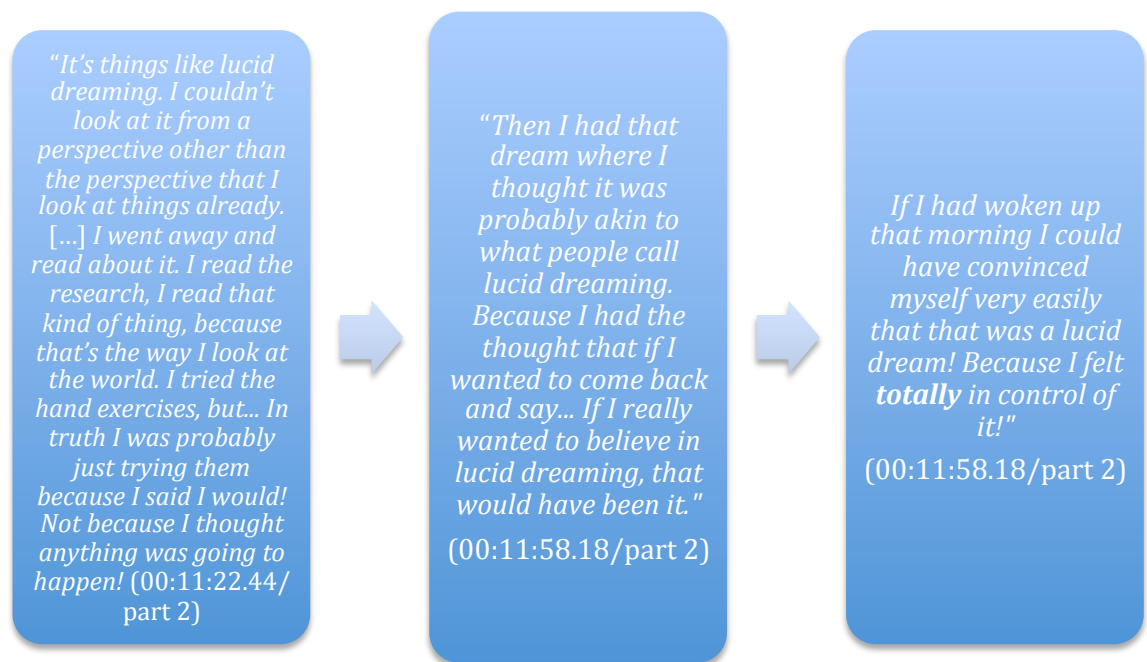 “It’s things like lucid
dreaming. I couldn’t
look at it from a
perspective other than
the perspective that I
look at things already.
[...] I went away and
read about it. I read the
research, I read that
kind of thing, because
that’s the way I look at
the world. I tried the
hand exercises, but... In
truth I was probably
just trying them
because I said I would!
Not because I thought
anything was going to
happen! (00:11:22.44/
part 2)
“Then I had that
dream where I
thought it was
probably akin to
what people call
lucid dreaming.
Because I had the
thought that if I
wanted to come back
and say... If I really
wanted to believe in
lucid dreaming, that
would have been it."
(00:11:58.18/part 2)
If I had woken up
that morning I could
have convinced
myself very easily
that that was a lucid
dream! Because I felt
totally in control of
it!"
(00:11:58.18/part 2)